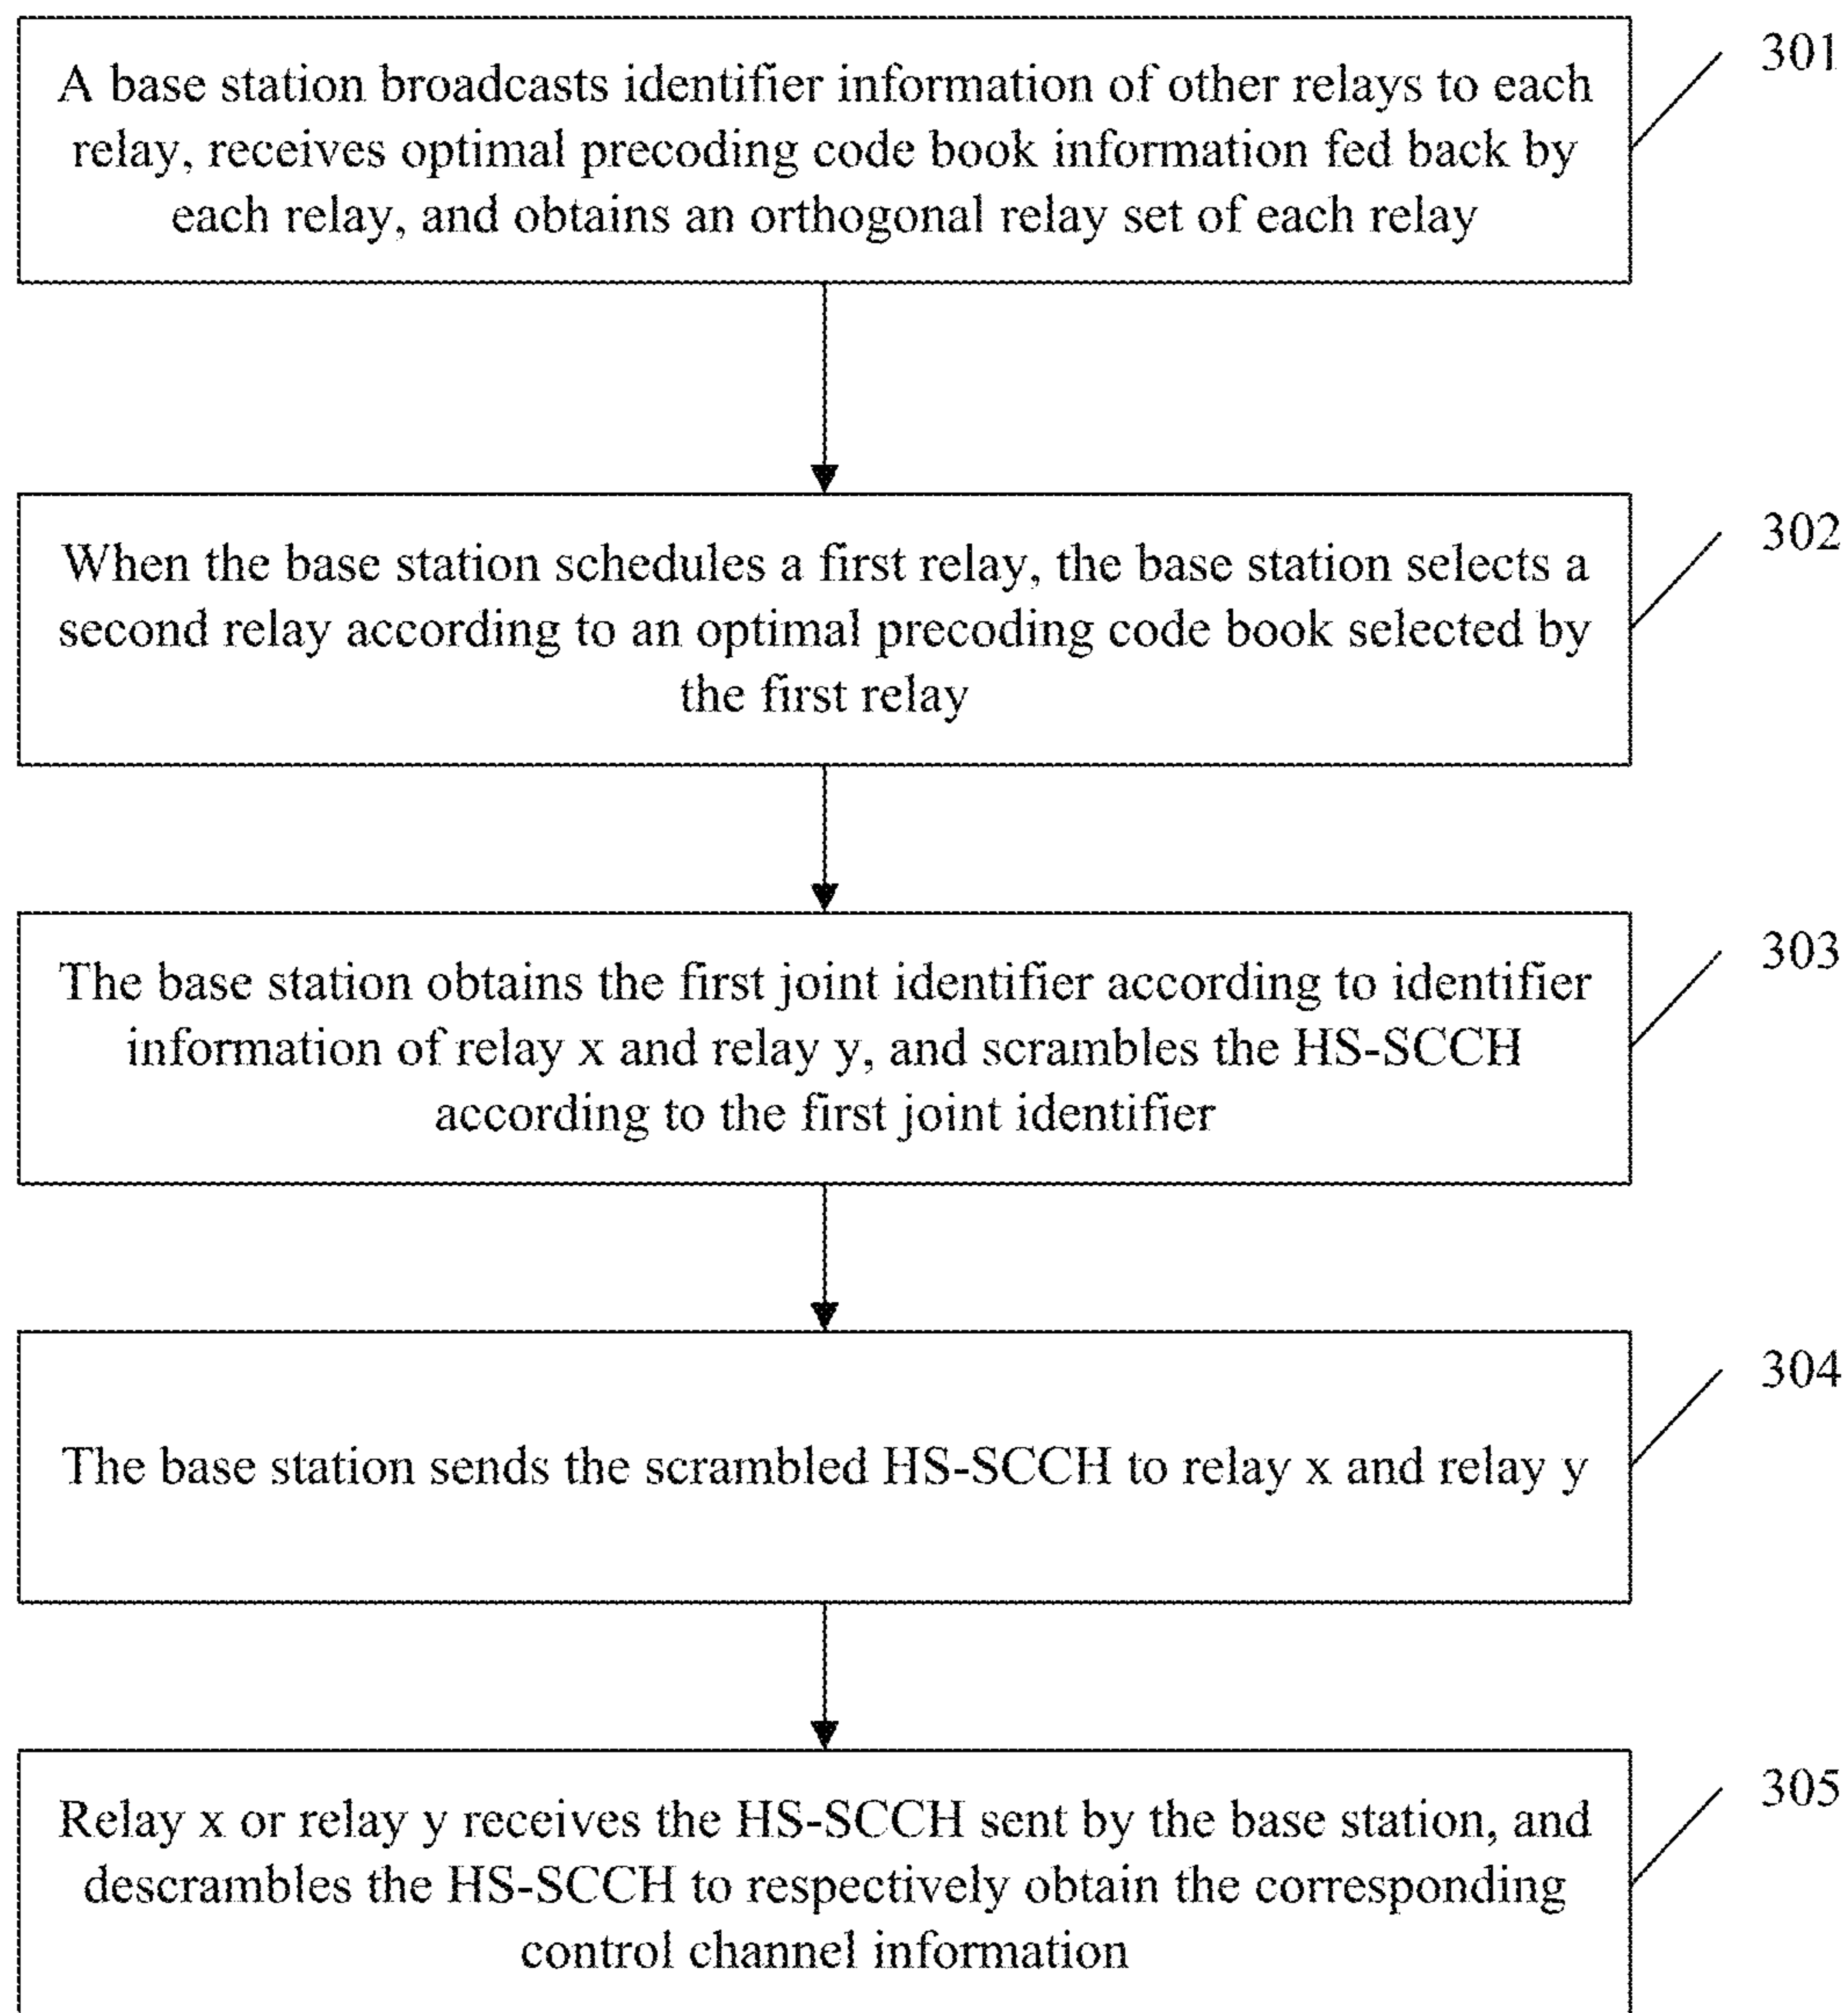 A base station broadcasts identifier information of other relays to each
relay, receives optimal precoding code book information fed back by
each relay, and obtains an orthogonal relay set of each relay
301
When the base station schedules a first relay, the base station selects a
second relay according to an optimal precoding code book selected by
the first relay
302
The base station obtains the first joint identifier according to identifier
information of relay x and relay y, and scrambles the HS-SCCH
according to the first joint identifier
303
The base station sends the scrambled HS-SCCH to relay x and relay y
304
Relay x or relay y receives the HS-SCCH sent by the base station, and
descrambles the HS-SCCH to respectively obtain the corresponding
control channel information
305